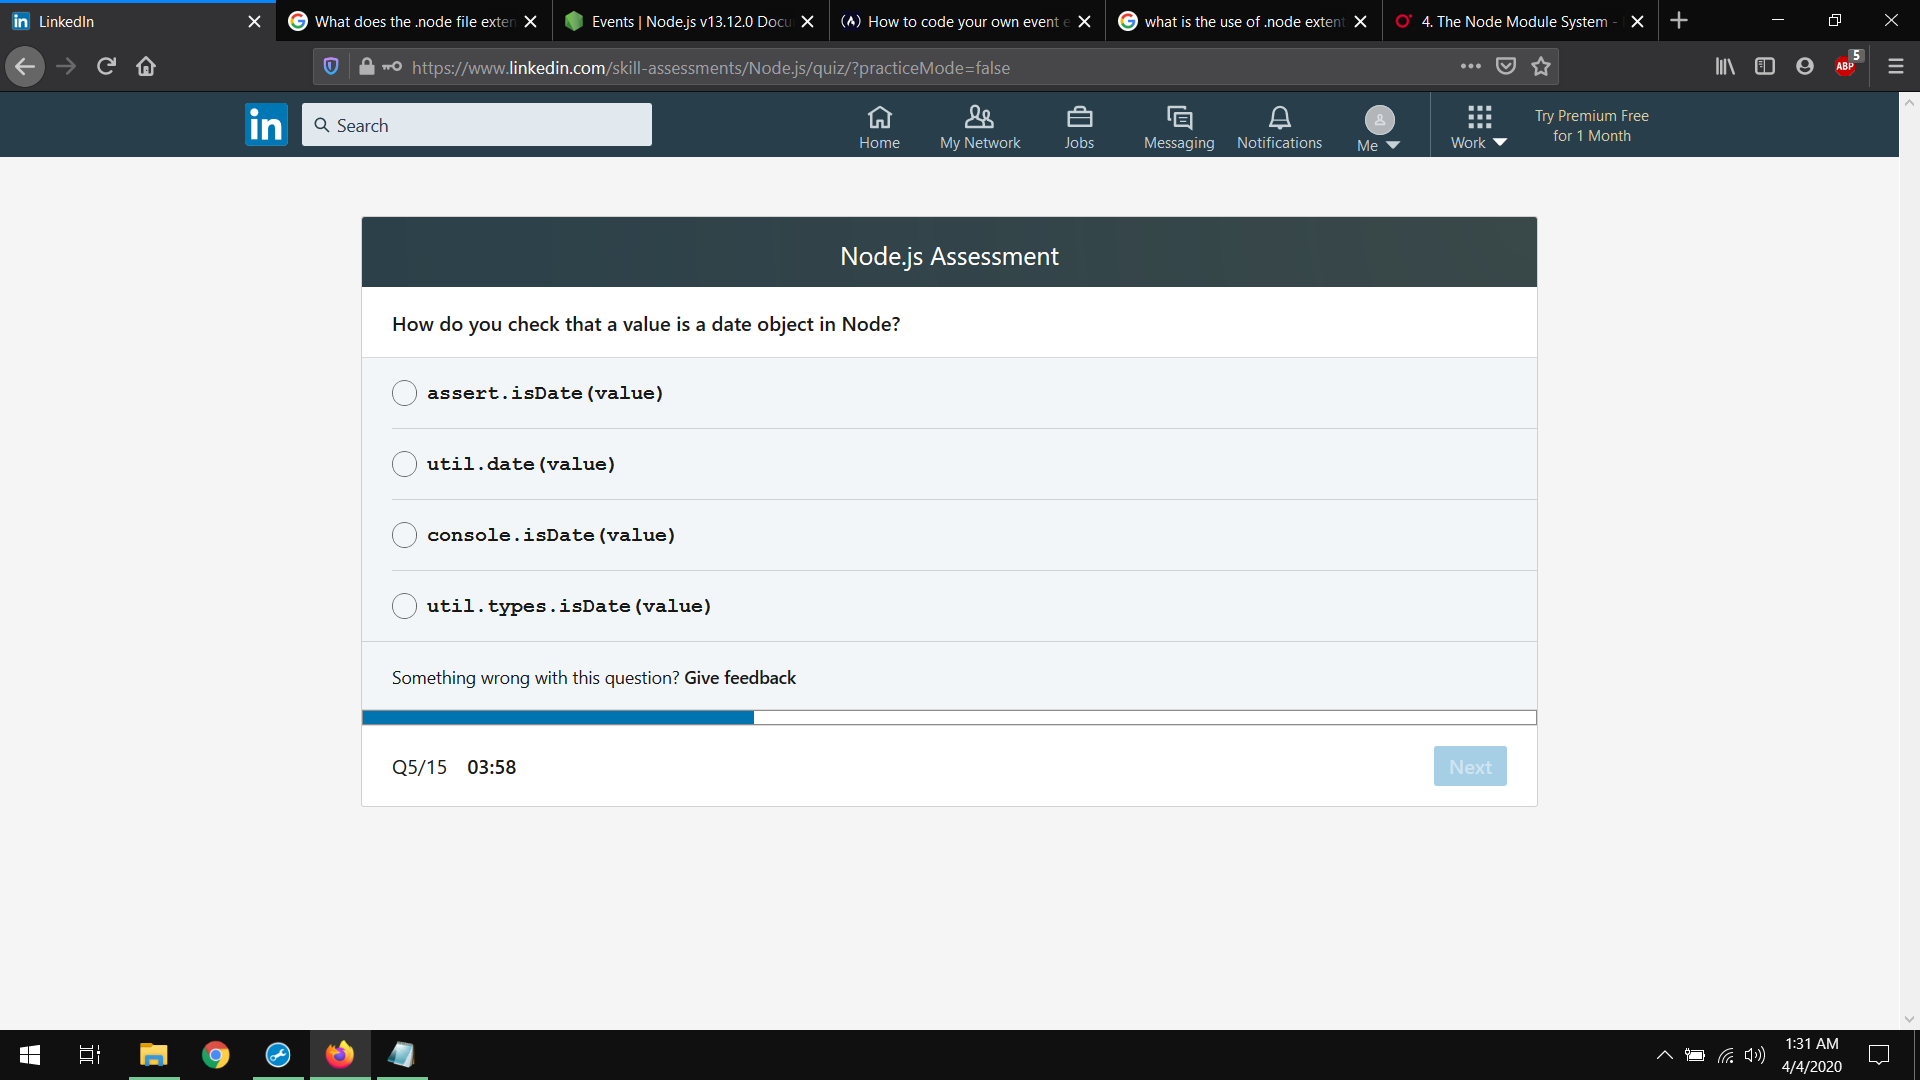 LinkedIn
What does the .node file exten
Events | Node.js v13.12.0 Docu
How to code your own event e
what is the use of .node extent
4. The Node Module System -
https://www.linkedin.com/skill-assessments/Node.js/quiz/?practiceMode=false
ABP
5
in
Search
Home
My Network
Jobs
Messaging
Notifications
Me
Work
Try Premium Free
for 1 Month
Node.js Assessment
How do you check that a value is a date object in Node?
assert.isDate(value)
util.date(value)
console.isDate(value)
util.types.isDate(value)
Something wrong with this question? Give feedback
Q5/15 03:58
Next
1:31 AM
4/4/2020